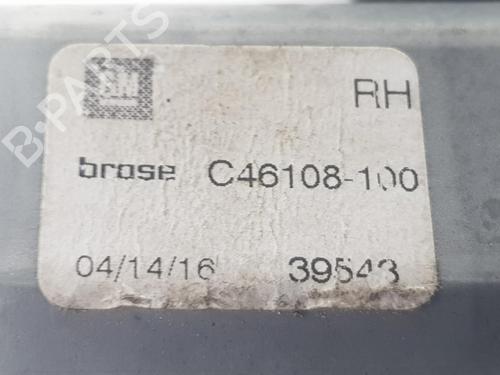 GM
RH
brose C46108-100
04/14/16 39543
B-PARTS